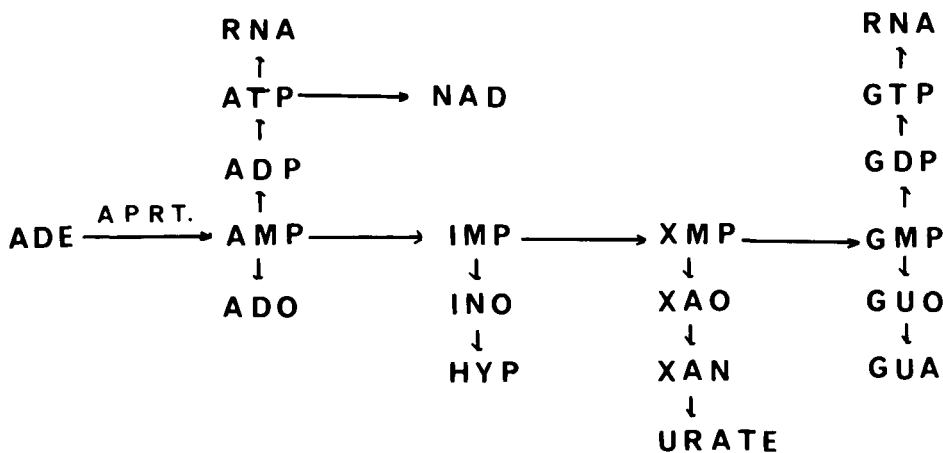 RNA RNA
ATP NAD GTP
ADP GDP
APRT.
ADE AMP IMP XMP GMP
ADO INO XAO GUO
HYP XAN GUA
URATE